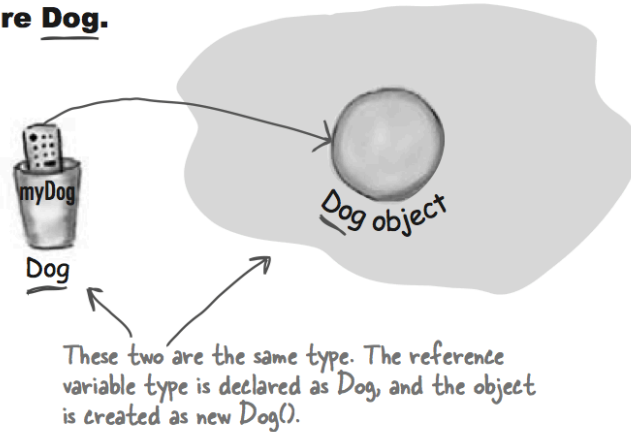 re Dog.
myDog
Dog
Dog object
These two are the same type. The reference
variable type is declared as Dog, and the object
is created as new Dog().